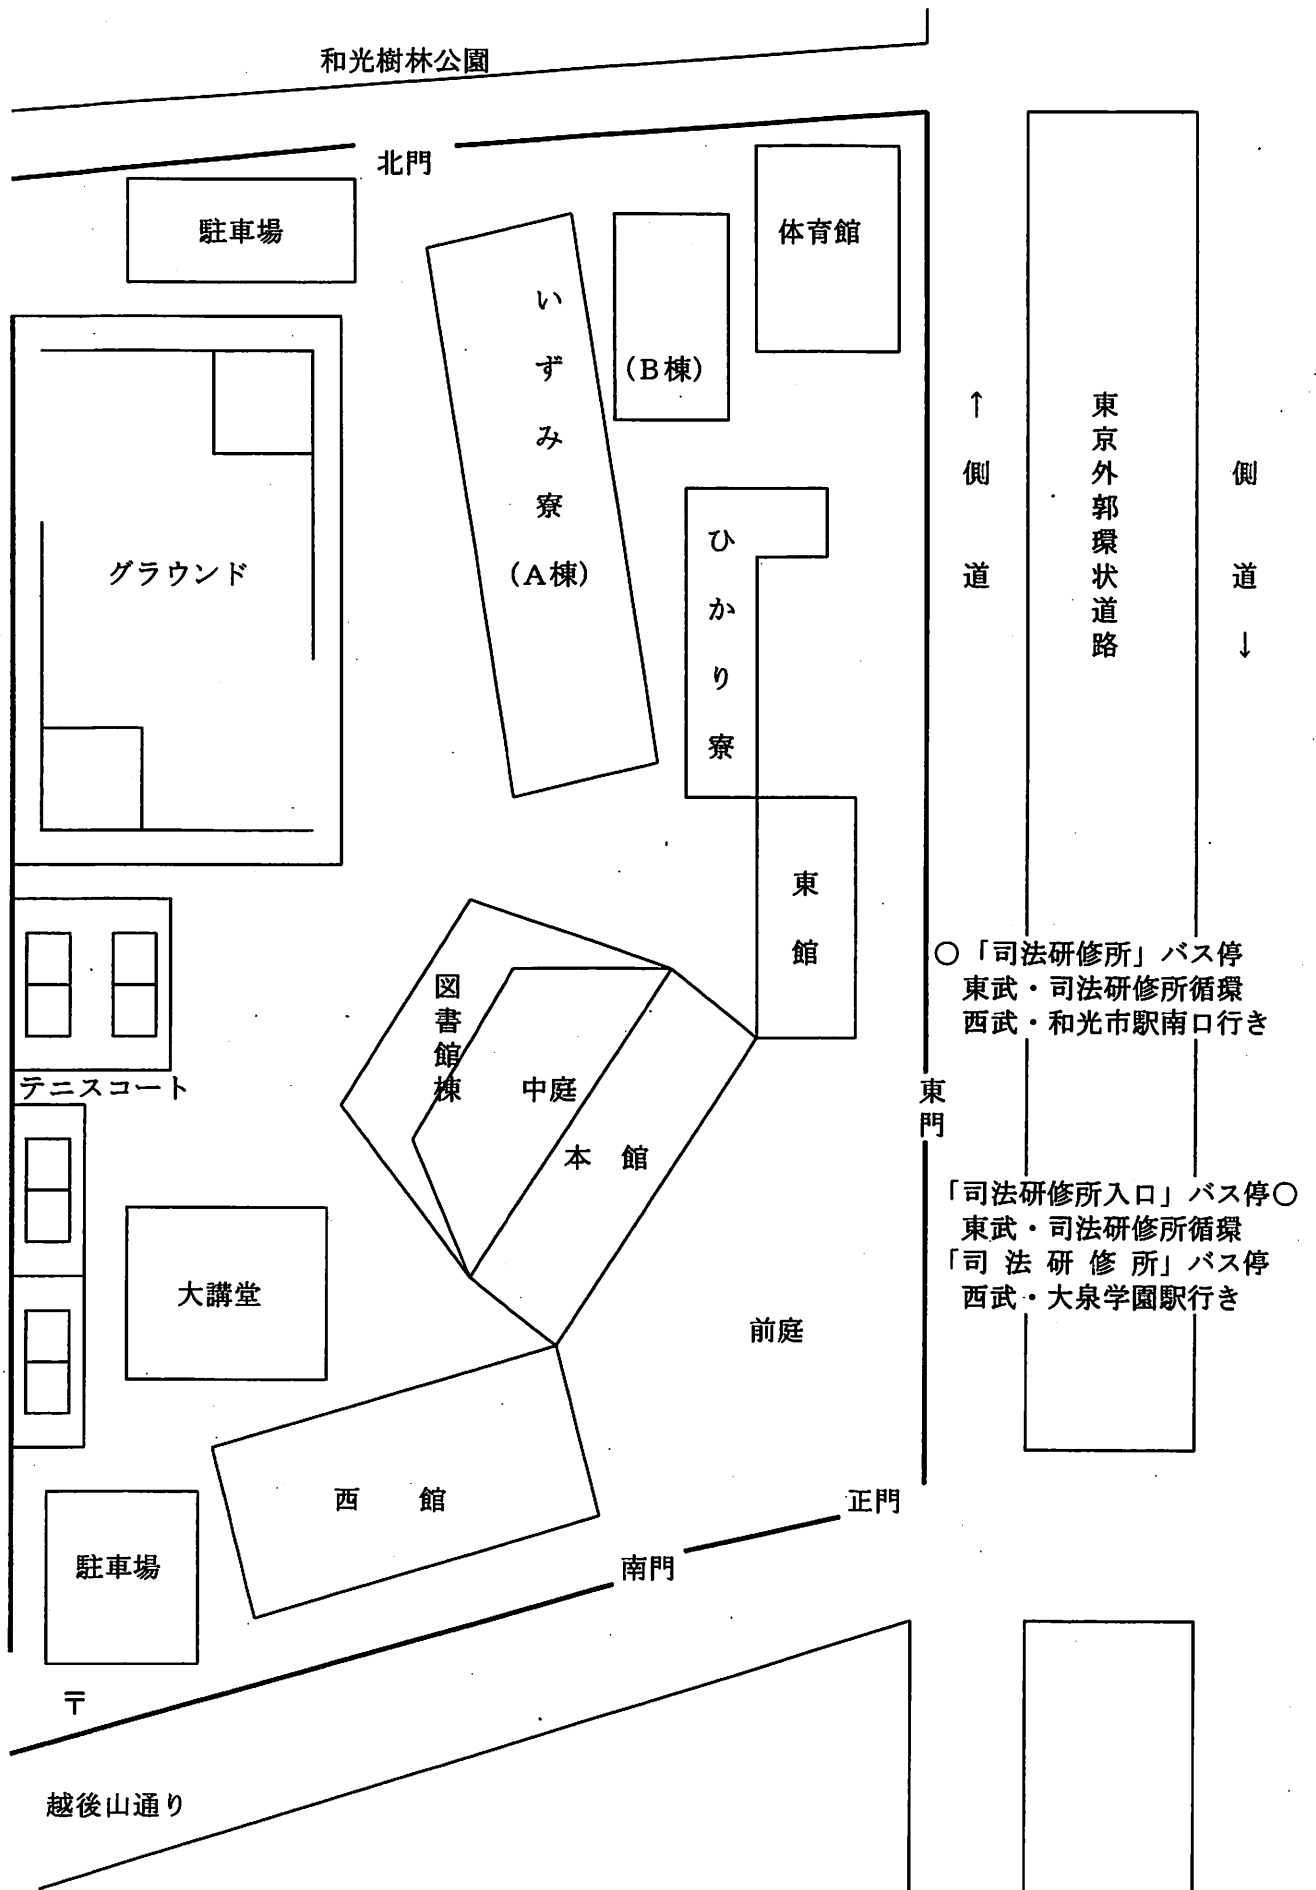 和光樹林公園
北門
駐車場
いずみ寮
(A棟)
(B棟)
体育館
グラウンド
ひかり寮
↑側道
東京外郭環状道路
側道↓
東館
○「司法研修所」バス停
東武・司法研修所循環
西武・和光市駅南口行き
図書館棟
中庭
本館
テニスコート
東門
「司法研修所入口」バス停○
東武・司法研修所循環
「司法研修所」バス停
西武・大泉学園駅行き
大講堂
前庭
西館
正門
南門
駐車場
〒
越後山通り